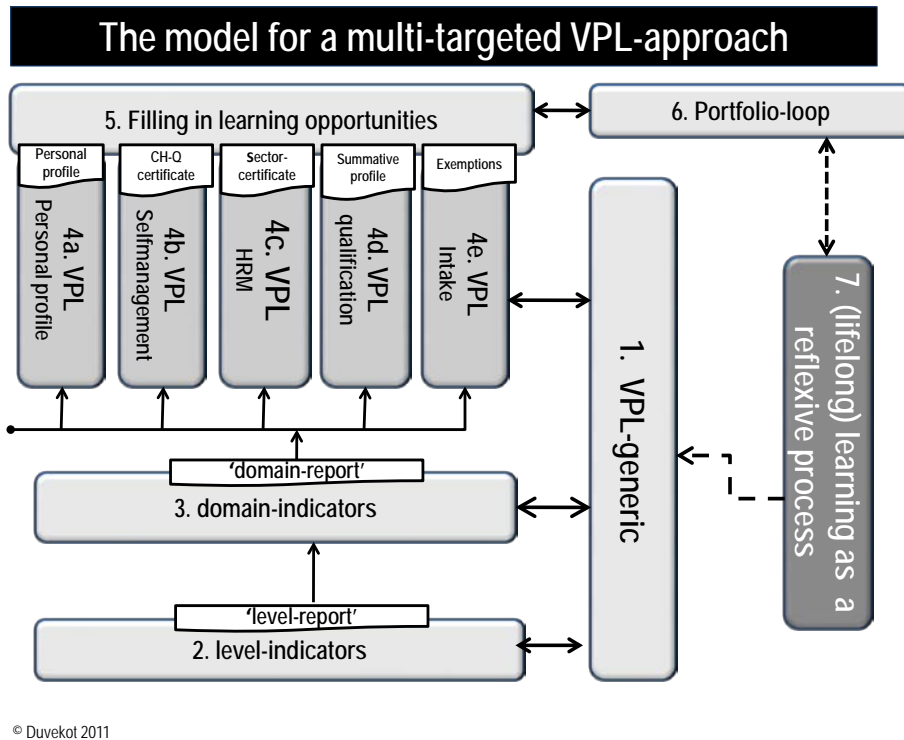 The model for a multi-targeted VPL-approach
5. Filling in learning opportunities
6. Portfolio-loop
Personal
profile
CH-Q
certificate
Sector-
certificate
Summative
profile
Exemptions
4a. VPL
Personal profile
4b. VPL
Selfmanagement
4c. VPL
HRM
4d. VPL
qualification
4e. VPL
Intake
1. VPL-generic
7. (lifelong) learning as a
reflexive process
'domain-report'
3. domain-indicators
'level-report'
2. level-indicators
© Duvekot 2011